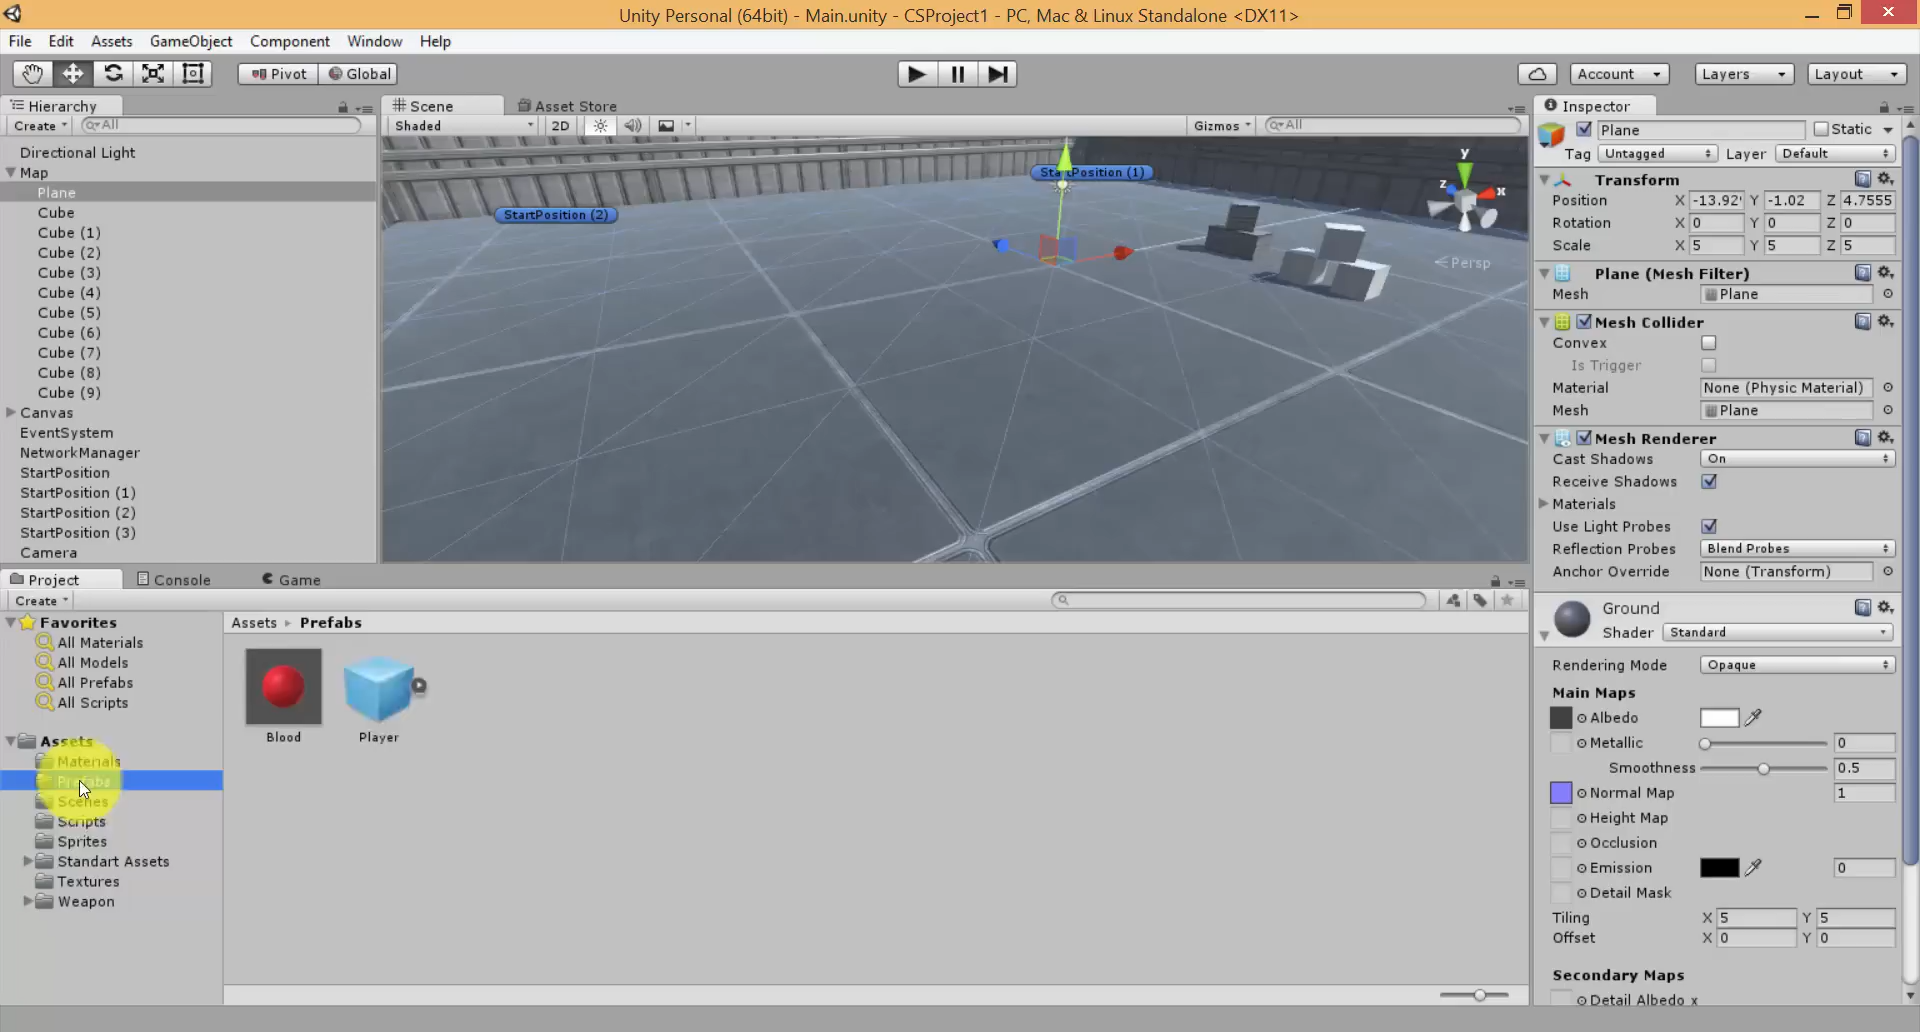 Unity Personal (64bit) - Main.unity - CSProject1 - PC, Mac & Linux Standalone <DX11>
File Edit Assets GameObject Component Window Help
Pivot Global Account Layers Layout
Hierarchy
Create All
Directional Light
Map
Plane
Cube
Cube (1)
Cube (2)
Cube (3)
Cube (4)
Cube (5)
Cube (6)
Cube (7)
Cube (8)
Cube (9)
Canvas
EventSystem
NetworkManager
StartPosition
StartPosition (1)
StartPosition (2)
StartPosition (3)
Camera
Scene Asset Store
Shaded 2D Gizmos All
StartPosition (1)
StartPosition (2)
y
z x
Persp
Inspector
Plane Static
Tag Untagged Layer Default
Transform
Position X -13.92 Y -1.02 Z 4.7555
Rotation X 0 Y 0 Z 0
Scale X 5 Y 5 Z 5
Plane (Mesh Filter)
Mesh Plane
Mesh Collider
Convex
Is Trigger
Material None (Physic Material)
Mesh Plane
Mesh Renderer
Cast Shadows On
Receive Shadows
Materials
Use Light Probes
Reflection Probes Blend Probes
Anchor Override None (Transform)
Ground
Shader Standard
Rendering Mode Opaque
Main Maps
Albedo
Metallic 0
Smoothness 0.5
Normal Map 1
Height Map
Occlusion
Emission 0
Detail Mask
Tiling X 5 Y 5
Offset X 0 Y 0
Secondary Maps
Detail Albedo x
Project Console Game
Create
Favorites
All Materials
All Models
All Prefabs
All Scripts
Assets
Materials
Prefabs
Scenes
Scripts
Sprites
Standart Assets
Textures
Weapon
Assets Prefabs
Blood Player